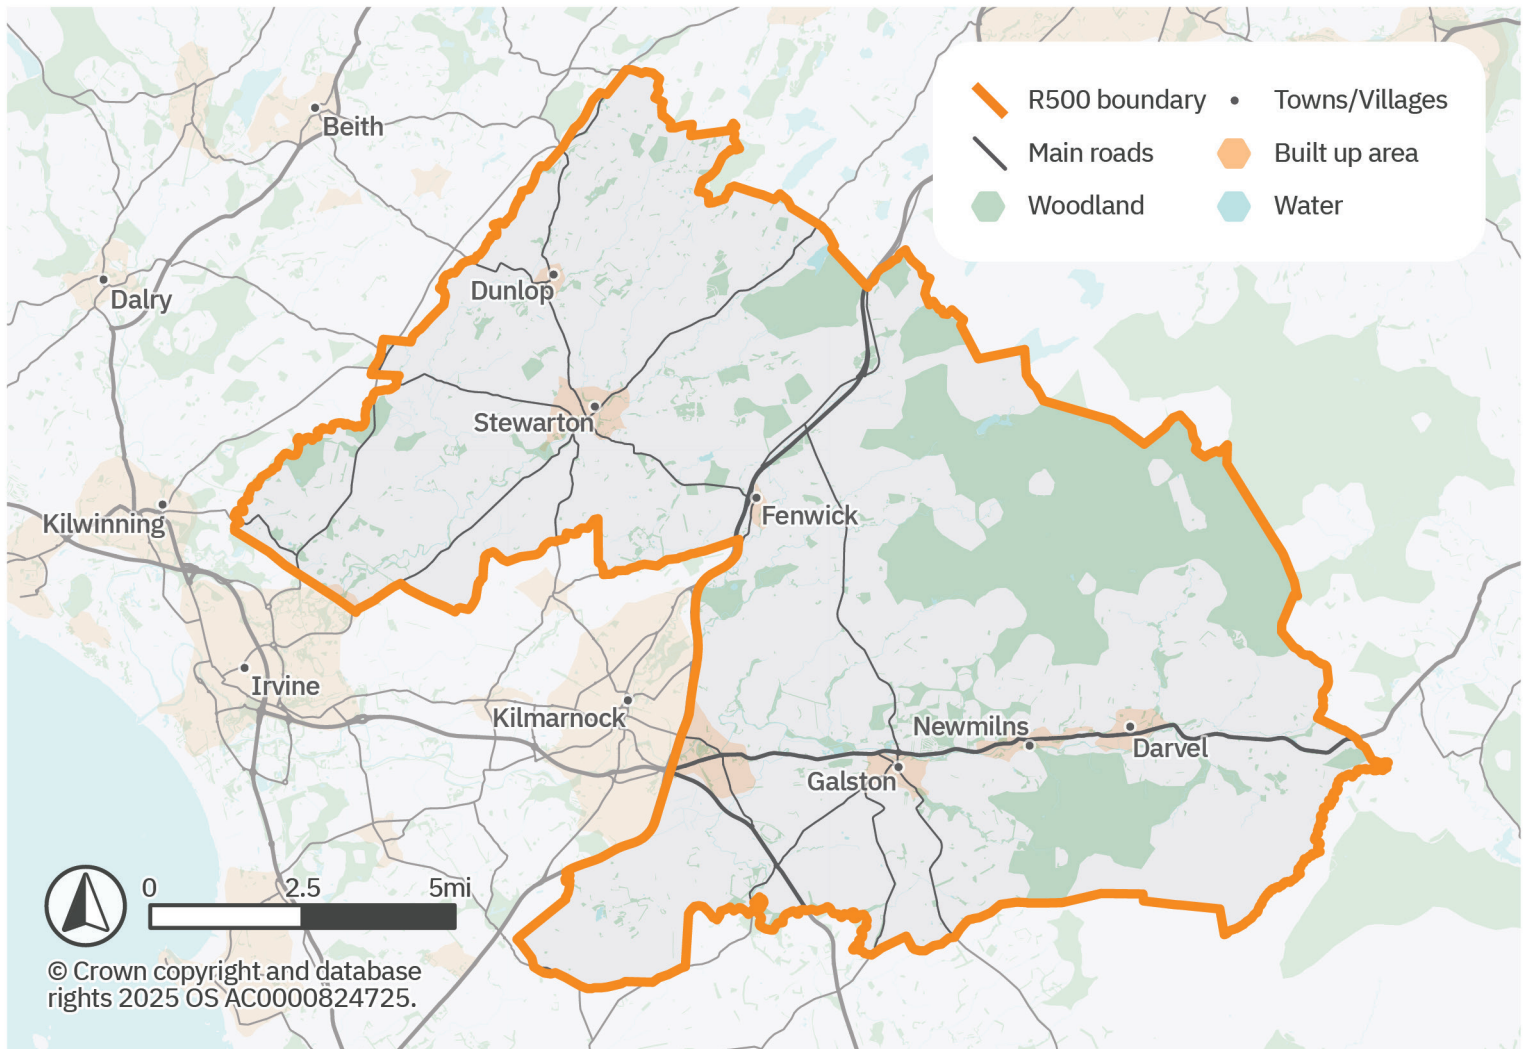 R500 boundary
Towns/Villages
Main roads
Built up area
Woodland
Water
Beith
Dunlop
Dalry
Stewarton
Kilwinning
Fenwick
Irvine
Kilmarnock
Newmilns
Darvel
Galston
0 2.5 5mi
© Crown copyright and database
rights 2025 OS AC0000824725.